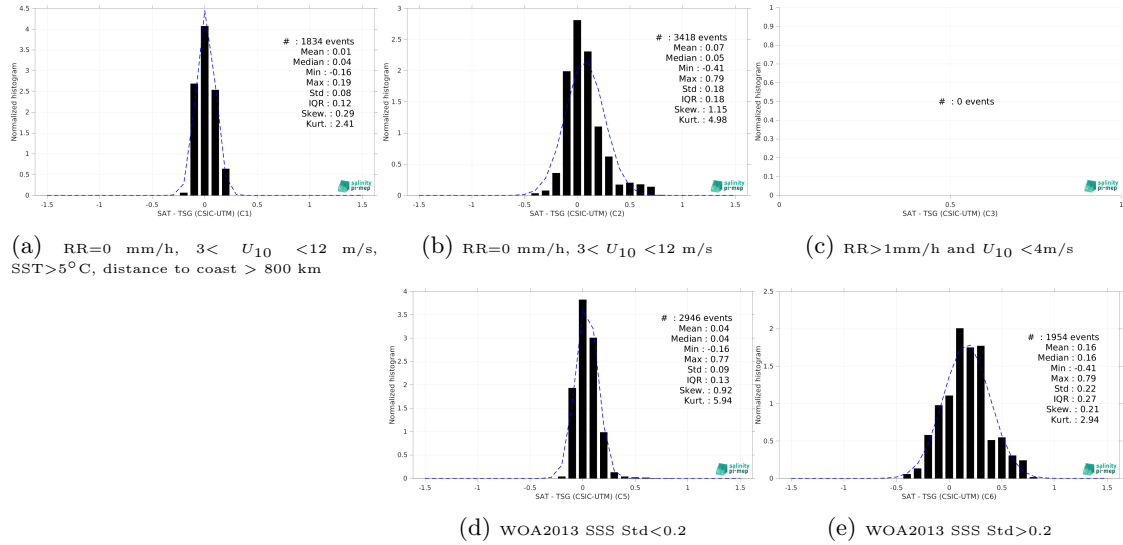 4.5
4
3.5
3
2.5
2
1.5
1
0.5
0
Normalized histogram
# : 1834 events
Mean : 0.01
Median : 0.04
Min : -0.16
Max : 0.19
Std : 0.08
IQR : 0.12
Skew. : 0.29
Kurt. : 2.41
salinity
pi-mep
-1.5 -1 -0.5 0 0.5 1 1.5
SAT - TSG (CSIC-UTM) (C1)
(a) RR=0 mm/h, 3< U10 <12 m/s,
SST>5°C, distance to coast > 800 km
3
2.5
2
1.5
1
0.5
0
Normalized histogram
# : 3418 events
Mean : 0.07
Median : 0.05
Min : -0.41
Max : 0.79
Std : 0.18
IQR : 0.18
Skew. : 1.15
Kurt. : 4.98
salinity
pi-mep
-1.5 -1 -0.5 0 0.5 1 1.5
SAT - TSG (CSIC-UTM) (C2)
(b) RR=0 mm/h, 3< U10 <12 m/s
1
0.9
0.8
0.7
0.6
0.5
0.4
0.3
0.2
0.1
0
Normalized histogram
# : 0 events
salinity
pi-mep
0 0.5 1
SAT - TSG (CSIC-UTM) (C3)
(c) RR>1mm/h and U10 <4m/s
4
3.5
3
2.5
2
1.5
1
0.5
0
Normalized histogram
# : 2946 events
Mean : 0.04
Median : 0.04
Min : -0.16
Max : 0.77
Std : 0.09
IQR : 0.13
Skew. : 0.92
Kurt. : 5.94
salinity
pi-mep
-1.5 -1 -0.5 0 0.5 1 1.5
SAT - TSG (CSIC-UTM) (C5)
(d) WOA2013 SSS Std<0.2
2.5
2
1.5
1
0.5
0
Normalized histogram
# : 1954 events
Mean : 0.16
Median : 0.16
Min : -0.41
Max : 0.79
Std : 0.22
IQR : 0.27
Skew. : 0.21
Kurt. : 2.94
salinity
pi-mep
-1.5 -1 -0.5 0 0.5 1 1.5
SAT - TSG (CSIC-UTM) (C6)
(e) WOA2013 SSS Std>0.2